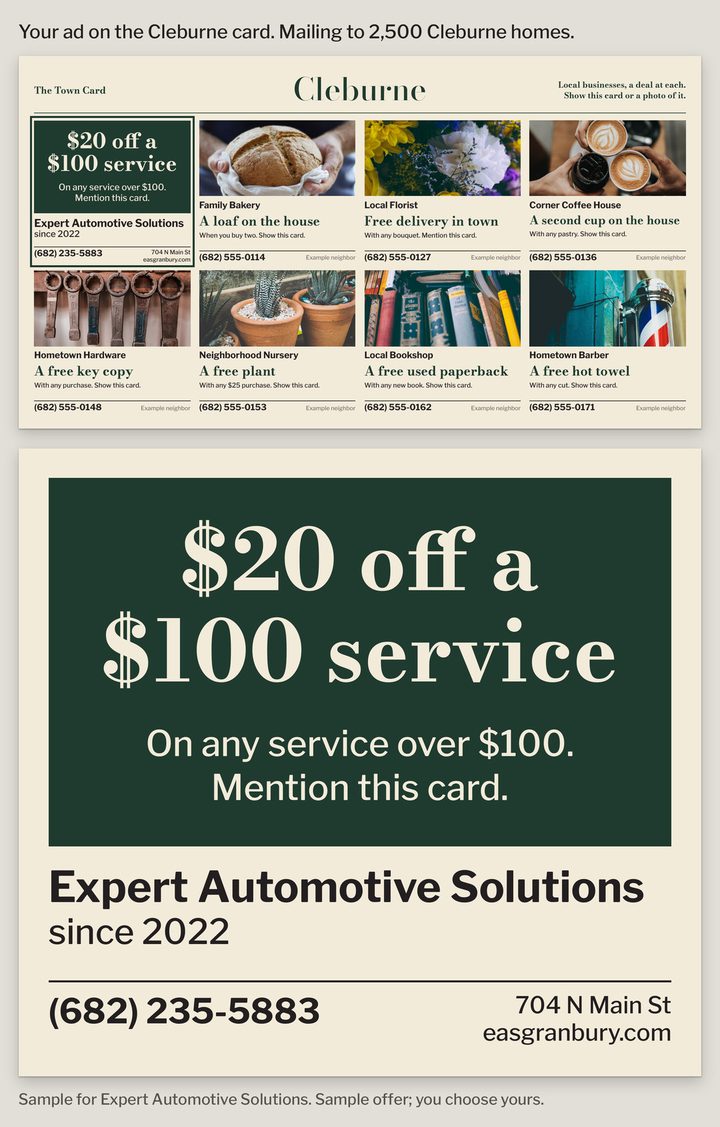 Your ad on the Cleburne card. Mailing to 2,500 Cleburne homes.
The Town Card
Cleburne
Local businesses, a deal at each.
Show this card or a photo of it.
$20 off a
$100 service
On any service over $100.
Mention this card.
Expert Automotive Solutions
since 2022
(682) 235-5883
704 N Main St
easgranbury.com
Family Bakery
A loaf on the house
When you buy two. Show this card.
(682) 555-0114
Example neighbor
Local Florist
Free delivery in town
With any bouquet. Mention this card.
(682) 555-0127
Example neighbor
Corner Coffee House
A second cup on the house
With any pastry. Show this card.
(682) 555-0136
Example neighbor
Hometown Hardware
A free key copy
With any purchase. Show this card.
(682) 555-0148
Example neighbor
Neighborhood Nursery
A free plant
With any $25 purchase. Show this card.
(682) 555-0153
Example neighbor
Local Bookshop
A free used paperback
With any new book. Show this card.
(682) 555-0162
Example neighbor
Hometown Barber
A free hot towel
With any cut. Show this card.
(682) 555-0171
Example neighbor
$20 off a
$100 service
On any service over $100.
Mention this card.
Expert Automotive Solutions
since 2022
(682) 235-5883
704 N Main St
easgranbury.com
Sample for Expert Automotive Solutions. Sample offer; you choose yours.